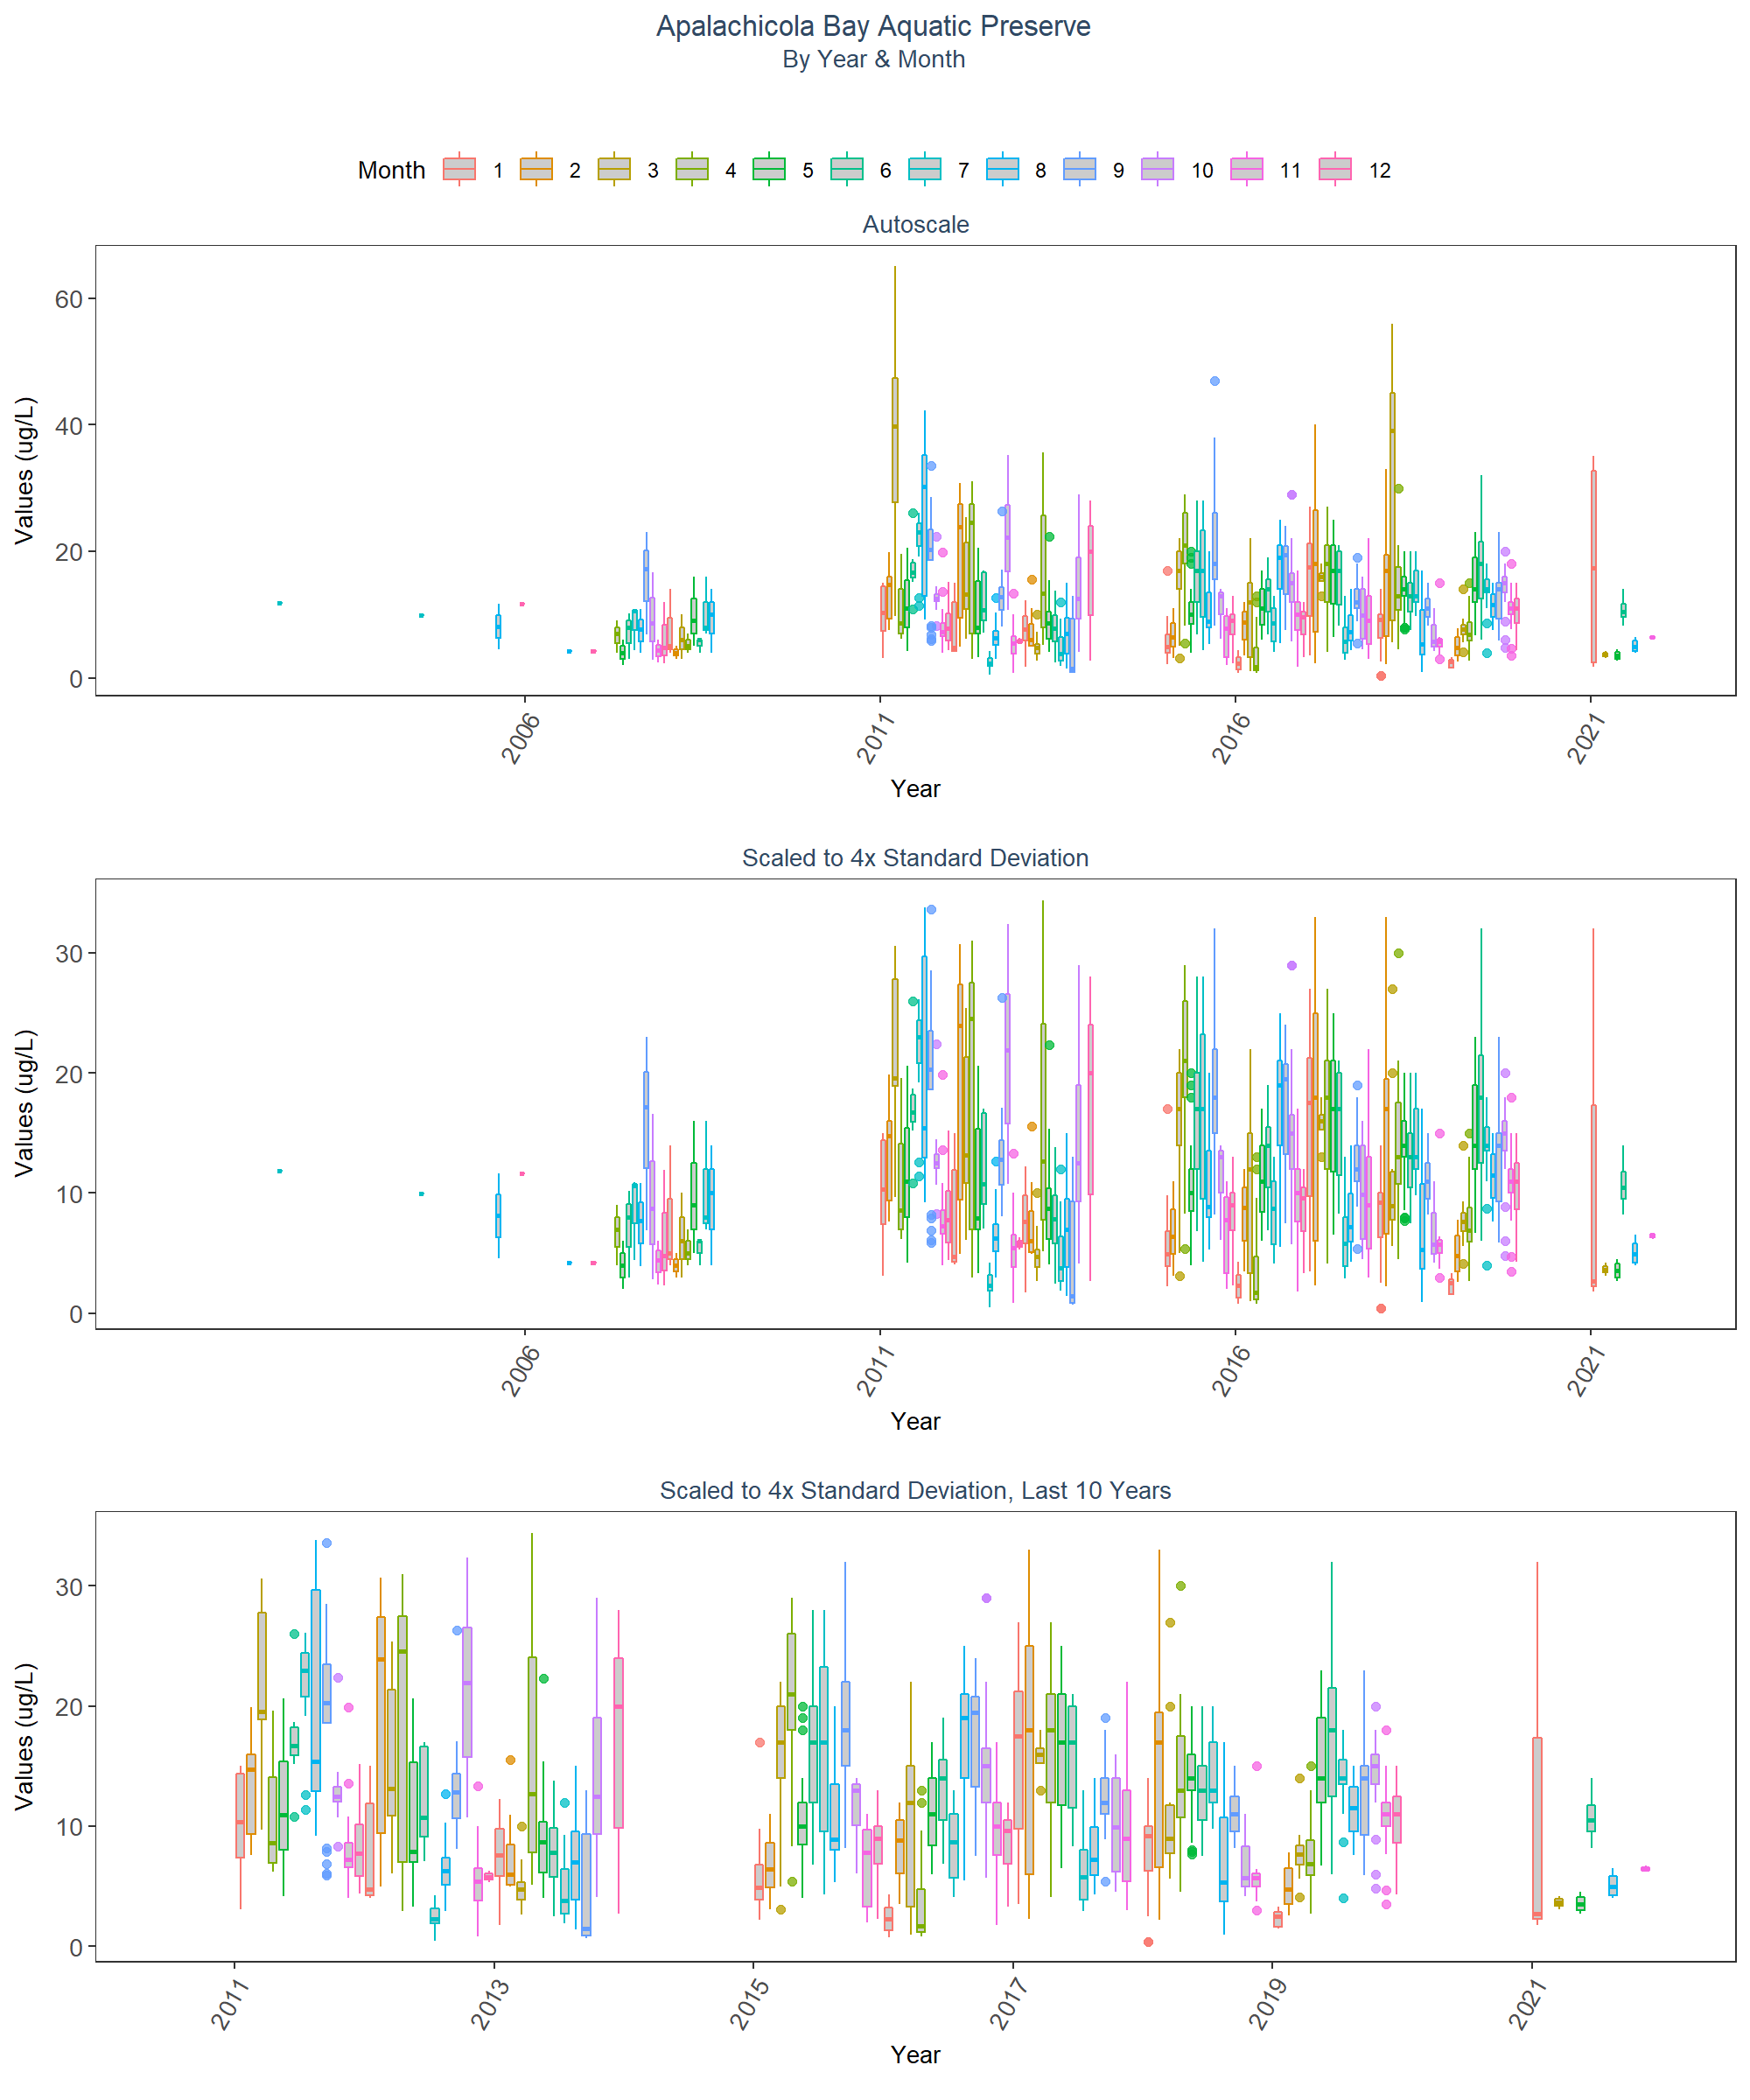 Apalachicola Bay Aquatic Preserve
By Year & Month
Month 1 2 3 4 5 6 7 8 9 10 11 12
Autoscale
Values (ug/L)
60
40
20
0
2006 2011 2016 2021
Year
Scaled to 4x Standard Deviation
Values (ug/L)
30
20
10
0
2006 2011 2016 2021
Year
Scaled to 4x Standard Deviation, Last 10 Years
Values (ug/L)
30
20
10
0
2011 2013 2015 2017 2019 2021
Year